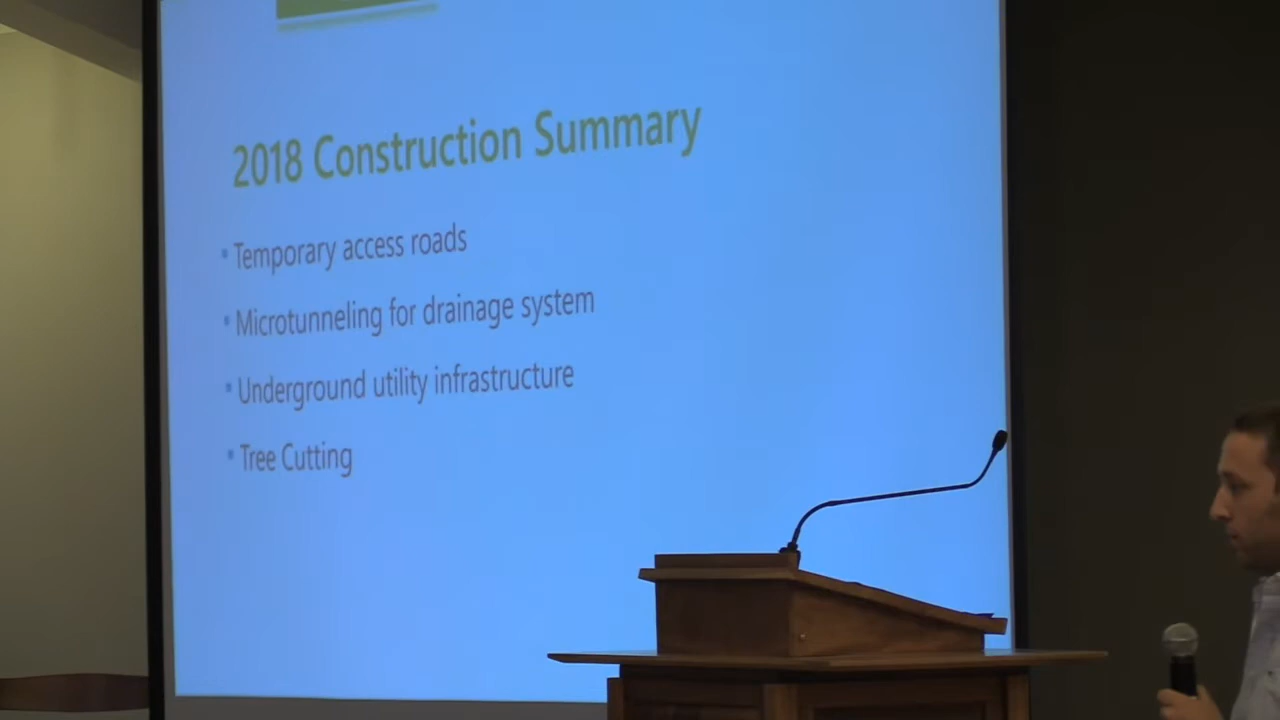 2018 Construction Summary
• Temporary access roads
• Microtunneling for drainage system
• Underground utility infrastructure
• Tree Cutting